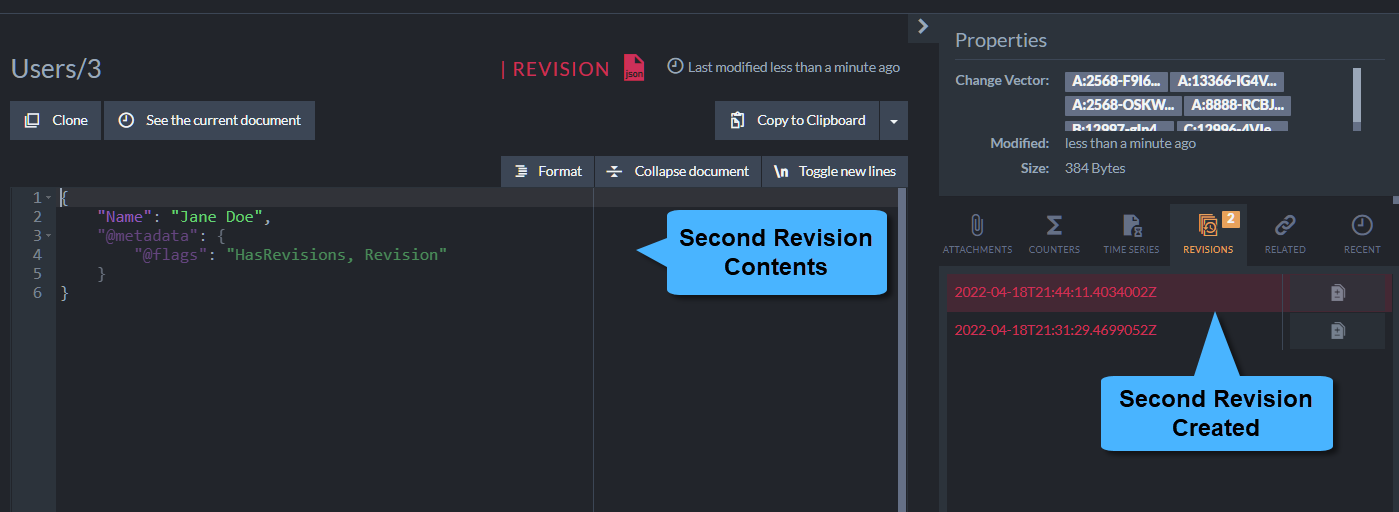 Users/3
| REVISION
json
Last modified less than a minute ago
Clone
See the current document
Copy to Clipboard
Format
Collapse document
\n Toggle new lines
1 {
2 "Name": "Jane Doe",
3 "@metadata": {
4 "@flags": "HasRevisions, Revision"
5 }
6 }
Second Revision
Contents
Properties
Change Vector:
A:2568-F9I6...
A:13366-IG4V...
A:2568-OSKW...
A:8888-RCBJ...
Modified: less than a minute ago
Size: 384 Bytes
ATTACHMENTS
COUNTERS
TIME SERIES
2
REVISIONS
RELATED
RECENT
2022-04-18T21:44:11.4034002Z
2022-04-18T21:31:29.4699052Z
Second Revision
Created